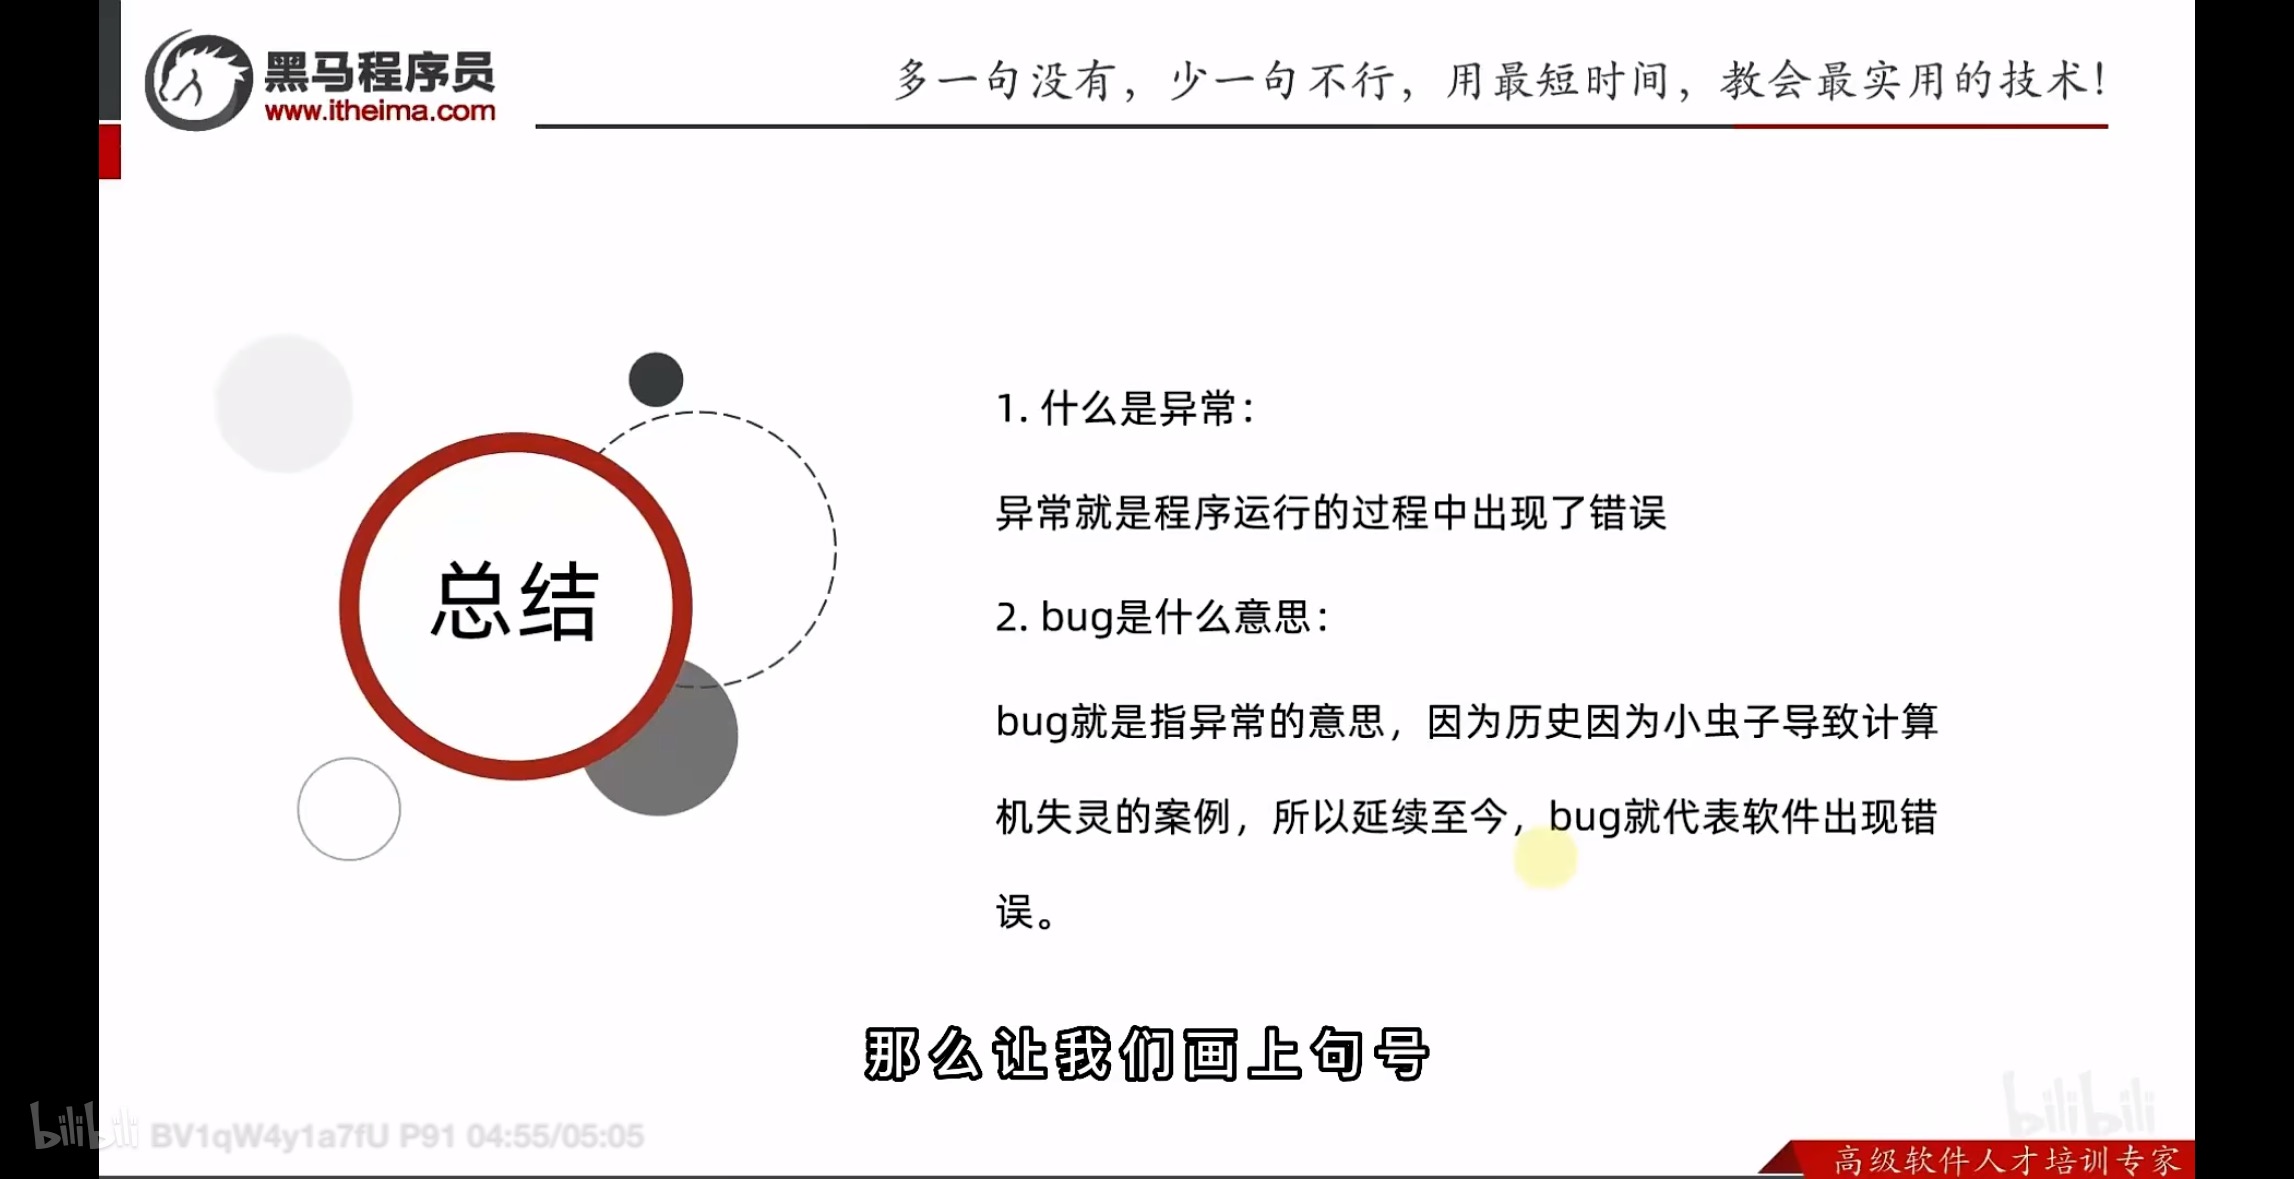 黑马程序员
www.itheima.com
多一句没有，少一句不行，用最短时间，教会最实用的技术！
总结
1. 什么是异常：
异常就是程序运行的过程中出现了错误
2. bug是什么意思：
bug就是指异常的意思，因为历史因为小虫子导致计算
机失灵的案例，所以延续至今，bug就代表软件出现错
误。
那么让我们画上句号
bilibili BV1qW4y1a7fU P91 04:55/05:05
bilibili
高级软件人才培训专家